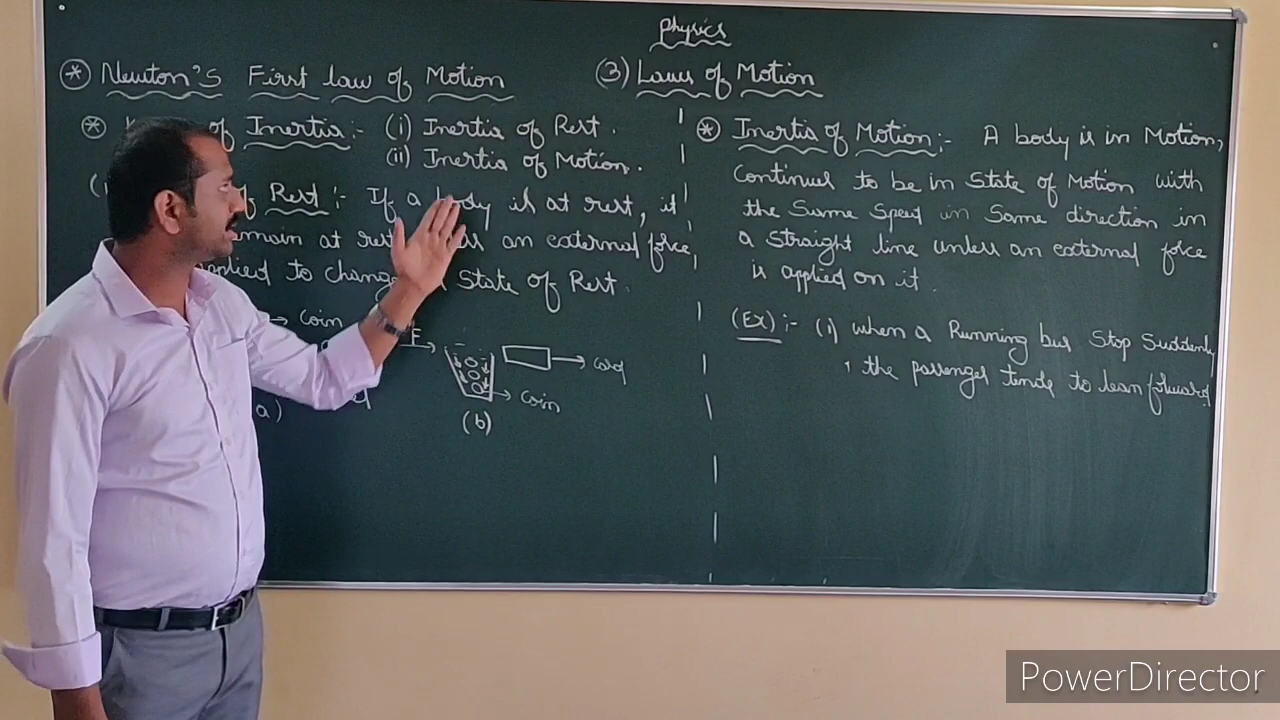 Physics
* Newton's First law of Motion
(3) Laws of Motion
* of Inertia:- (i) Inertia of Rest.
(ii) Inertia of Motion.
of Rest :- If a body is at rest, it
remain at rest an external force,
applied to change State of Rest.
→ Coin
F
→ Card
→ Coin
(a)
(b)
* Inertia of Motion:- A body is in Motion,
Continues to be in State of Motion with
the Same Speed in Same direction in
a straight line unless an external force
is applied on it.
(Ex) :- (i) when a Running bus Stop Suddenly
, the passenger tends to lean forward
PowerDirector